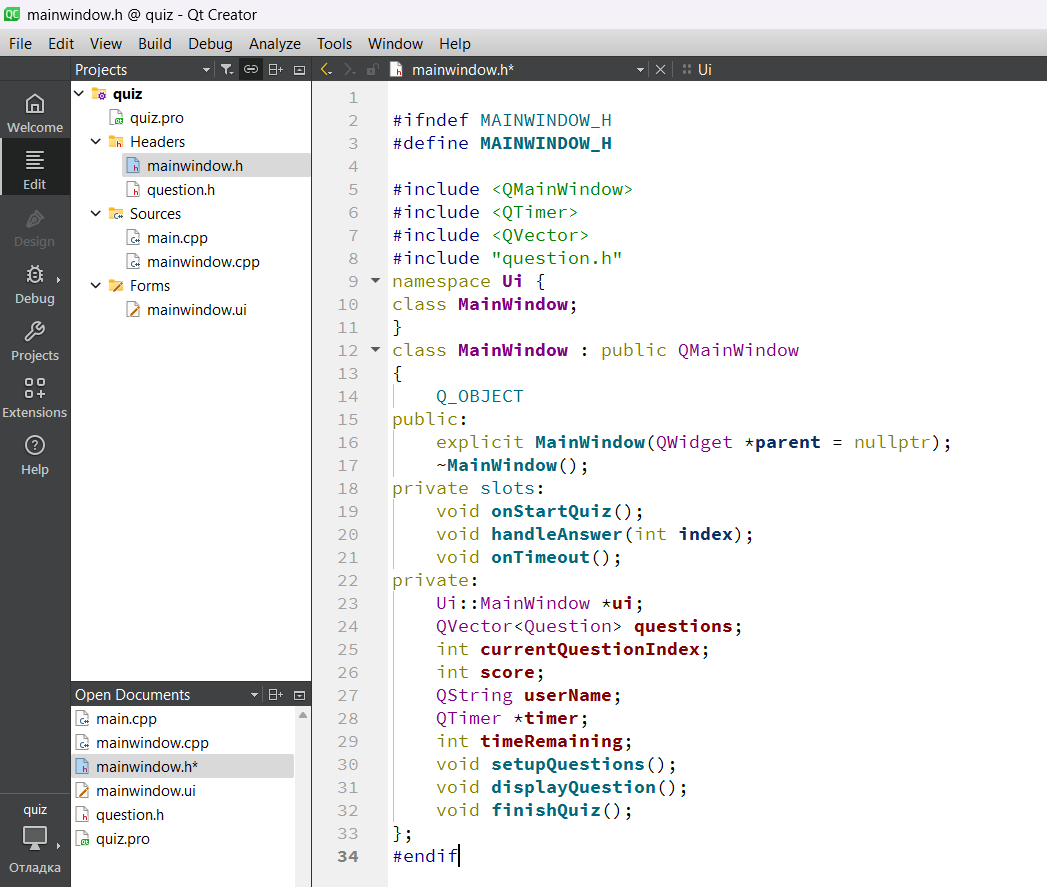 mainwindow.h @ quiz - Qt Creator
File Edit View Build Debug Analyze Tools Window Help
Projects
mainwindow.h*
Ui
Welcome
Edit
Design
Debug
Projects
Extensions
Help
quiz
Отладка
quiz
quiz.pro
Headers
mainwindow.h
question.h
Sources
main.cpp
mainwindow.cpp
Forms
mainwindow.ui
Open Documents
main.cpp
mainwindow.cpp
mainwindow.h*
mainwindow.ui
question.h
quiz.pro
1
2 #ifndef MAINWINDOW_H
3 #define MAINWINDOW_H
4
5 #include <QMainWindow>
6 #include <QTimer>
7 #include <QVector>
8 #include "question.h"
9 namespace Ui {
10 class MainWindow;
11 }
12 class MainWindow : public QMainWindow
13 {
14     Q_OBJECT
15 public:
16     explicit MainWindow(QWidget *parent = nullptr);
17     ~MainWindow();
18 private slots:
19     void onStartQuiz();
20     void handleAnswer(int index);
21     void onTimeout();
22 private:
23     Ui::MainWindow *ui;
24     QVector<Question> questions;
25     int currentQuestionIndex;
26     int score;
27     QString userName;
28     QTimer *timer;
29     int timeRemaining;
30     void setupQuestions();
31     void displayQuestion();
32     void finishQuiz();
33 };
34 #endif